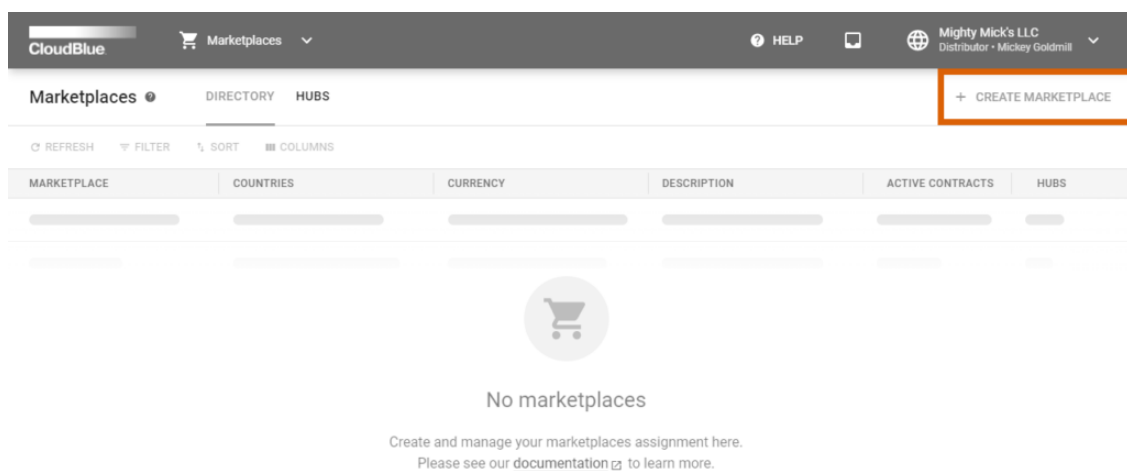 CloudBlue Marketplaces HELP Mighty Mick's LLC
Distributor • Mickey Goldmill
Marketplaces DIRECTORY HUBS + CREATE MARKETPLACE
REFRESH FILTER SORT COLUMNS
MARKETPLACE COUNTRIES CURRENCY DESCRIPTION ACTIVE CONTRACTS HUBS
No marketplaces
Create and manage your marketplaces assignment here.
Please see our documentation to learn more.